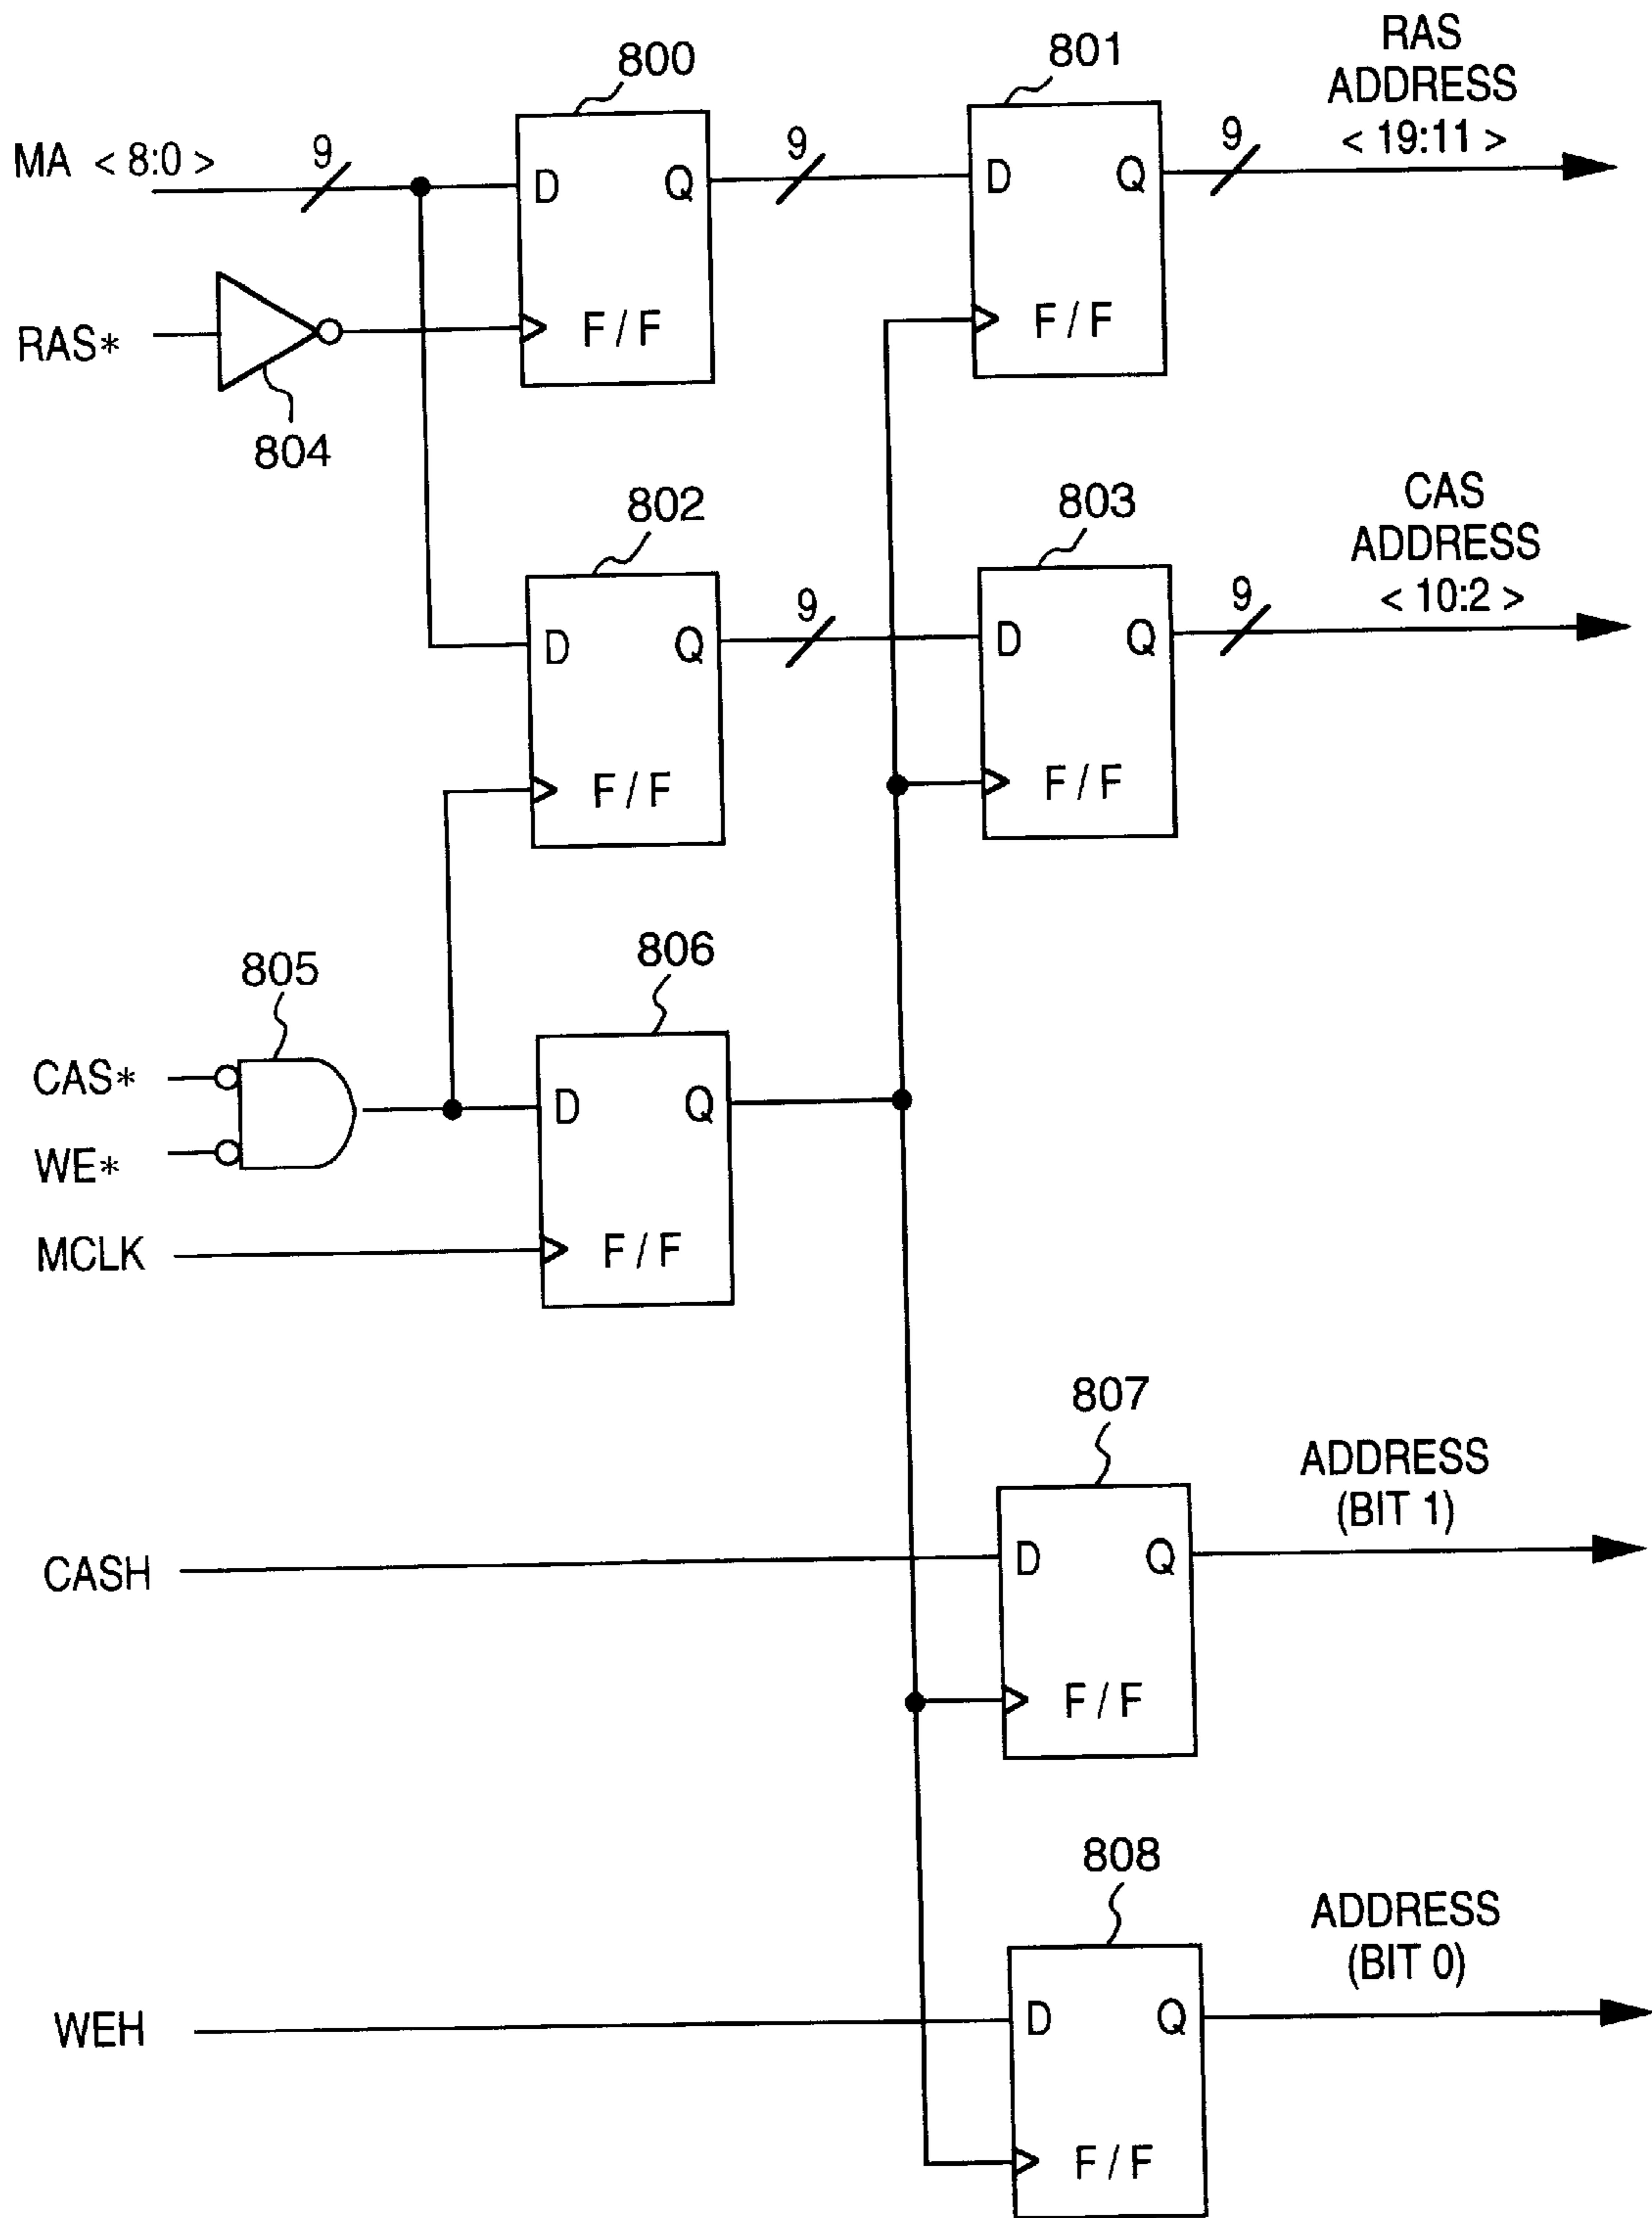 800
801
RAS
ADDRESS
< 19:11 >
MA < 8:0 >
9
9
9
D
Q
D
Q
RAS*
F / F
F / F
804
802
803
CAS
ADDRESS
< 10:2 >
9
9
D
Q
D
Q
F / F
F / F
805
806
CAS*
D
Q
WE*
MCLK
F / F
807
ADDRESS
(BIT 1)
CASH
D
Q
F / F
808
ADDRESS
(BIT 0)
WEH
D
Q
F / F